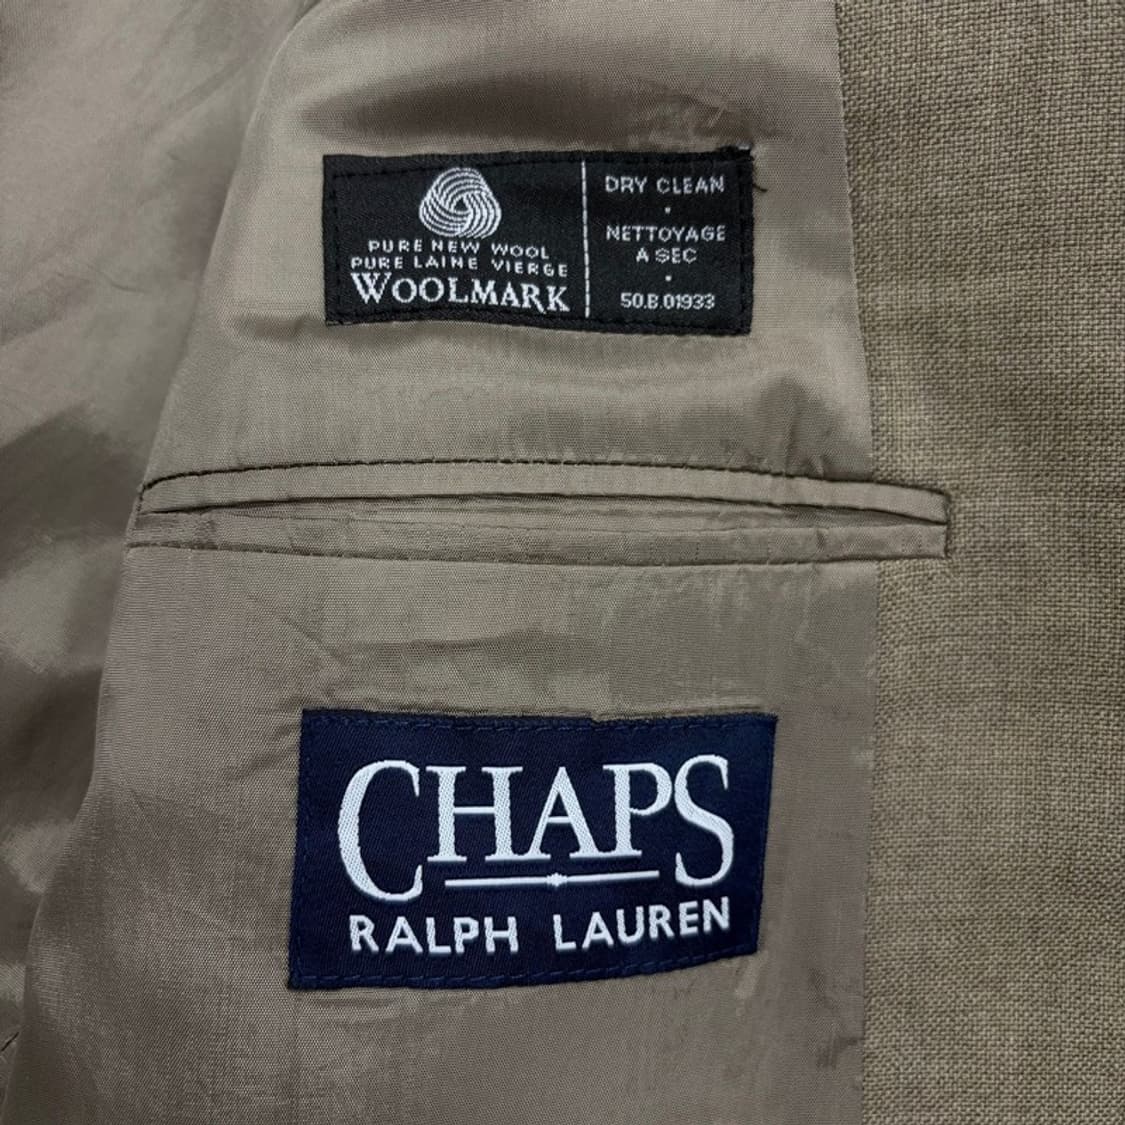 PURE NEW WOOL
PURE LAINE VIERGE
WOOLMARK
DRY CLEAN
•
NETTOYAGE
A SEC
•
50.B.01933
CHAPS
RALPH LAUREN